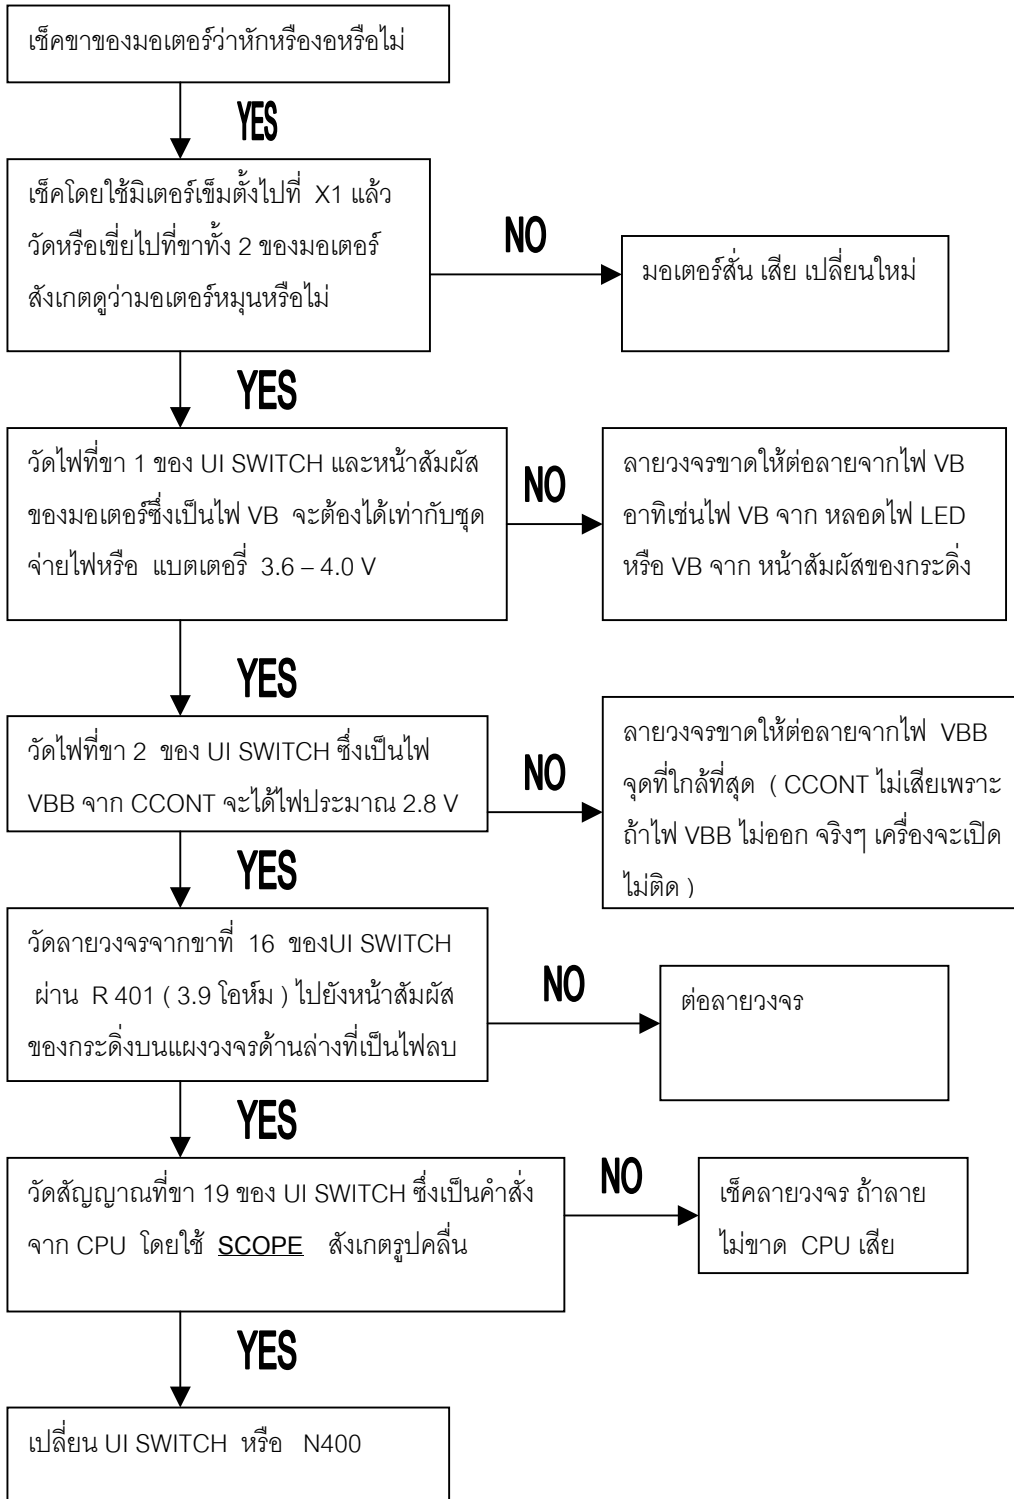 เช็คขาของมอเตอร์ว่าหักหรืองอหรือไม่
YES
เช็คโดยใช้มิเตอร์เข็มตั้งไปที่ X1 แล้ว
วัดหรือเขี่ยไปที่ขาทั้ง 2 ของมอเตอร์
สังเกตดูว่ามอเตอร์หมุนหรือไม่
NO
มอเตอร์สั่น เสีย เปลี่ยนใหม่
YES
วัดไฟที่ขา 1 ของ UI SWITCH และหน้าสัมผัส
ของมอเตอร์ซึ่งเป็นไฟ VB จะต้องได้เท่ากับชุด
จ่ายไฟหรือ แบตเตอรี่ 3.6 – 4.0 V
NO
ลายวงจรขาดให้ต่อลายจากไฟ VB
อาทิเช่นไฟ VB จาก หลอดไฟ LED
หรือ VB จาก หน้าสัมผัสของกระดิ่ง
YES
วัดไฟที่ขา 2 ของ UI SWITCH ซึ่งเป็นไฟ
VBB จาก CCONT จะได้ไฟประมาณ 2.8 V
NO
ลายวงจรขาดให้ต่อลายจากไฟ VBB
จุดที่ใกล้ที่สุด ( CCONT ไม่เสียเพราะ
ถ้าไฟ VBB ไม่ออก จริงๆ เครื่องจะเปิด
ไม่ติด )
YES
วัดลายวงจรจากขาที่ 16 ของUI SWITCH
ผ่าน R 401 ( 3.9 โอห์ม ) ไปยังหน้าสัมผัส
ของกระดิ่งบนแผงวงจรด้านล่างที่เป็นไฟลบ
NO
ต่อลายวงจร
YES
วัดสัญญาณที่ขา 19 ของ UI SWITCH ซึ่งเป็นคำสั่ง
จาก CPU โดยใช้ SCOPE สังเกตรูปคลื่น
NO
เช็คลายวงจร ถ้าลาย
ไม่ขาด CPU เสีย
YES
เปลี่ยน UI SWITCH หรือ N400